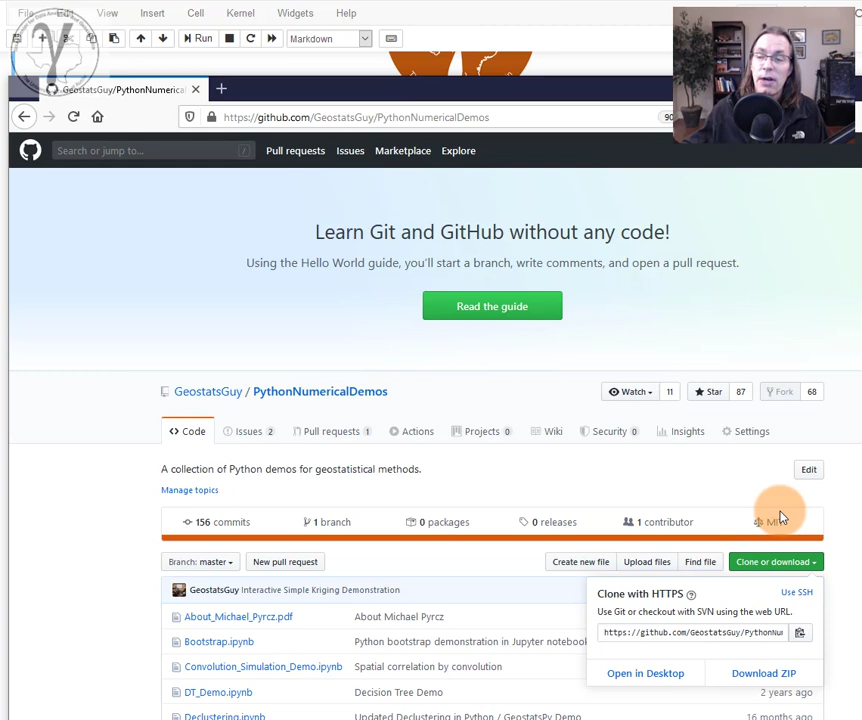 File Edit View Insert Cell Kernel Widgets Help
Run Markdown
GeostatsGuy/PythonNumerica
https://github.com/GeostatsGuy/PythonNumericalDemos 90
Search or jump to... / Pull requests Issues Marketplace Explore
Learn Git and GitHub without any code!
Using the Hello World guide, you'll start a branch, write comments, and open a pull request.
Read the guide
GeostatsGuy / PythonNumericalDemos Watch 11 Star 87 Fork 68
Code Issues 2 Pull requests 1 Actions Projects 0 Wiki Security 0 Insights Settings
A collection of Python demos for geostatistical methods. Edit
Manage topics
156 commits 1 branch 0 packages 0 releases 1 contributor
Branch: master New pull request Create new file Upload files Find file Clone or download
GeostatsGuy Interactive Simple Kriging Demonstration
Clone with HTTPS Use SSH
Use Git or checkout with SVN using the web URL.
https://github.com/GeostatsGuy/PythonNu
Open in Desktop Download ZIP
About_Michael_Pyrcz.pdf About Michael Pyrcz
Bootstrap.ipynb Python bootstrap demonstration in Jupyter notebook
Convolution_Simulation_Demo.ipynb Spatial correlation by convolution
DT_Demo.ipynb Decision Tree Demo 2 years ago
Declustering.ipynb Updated Declustering in Python / GeostatsPy Demo 16 months ago